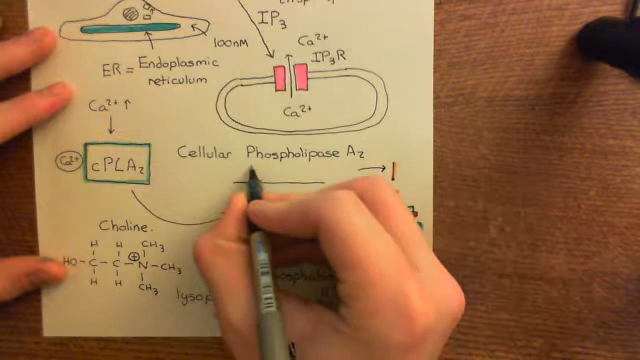 IP3
100nM
Ca2+
IP3R
ER = Endoplasmic
reticulum
Ca2+
Ca2+ ↑
Cellular Phospholipase A2
Ca2+
cPLA2
Choline.
H H CH3
HO-C-C-N-CH3
H H CH3